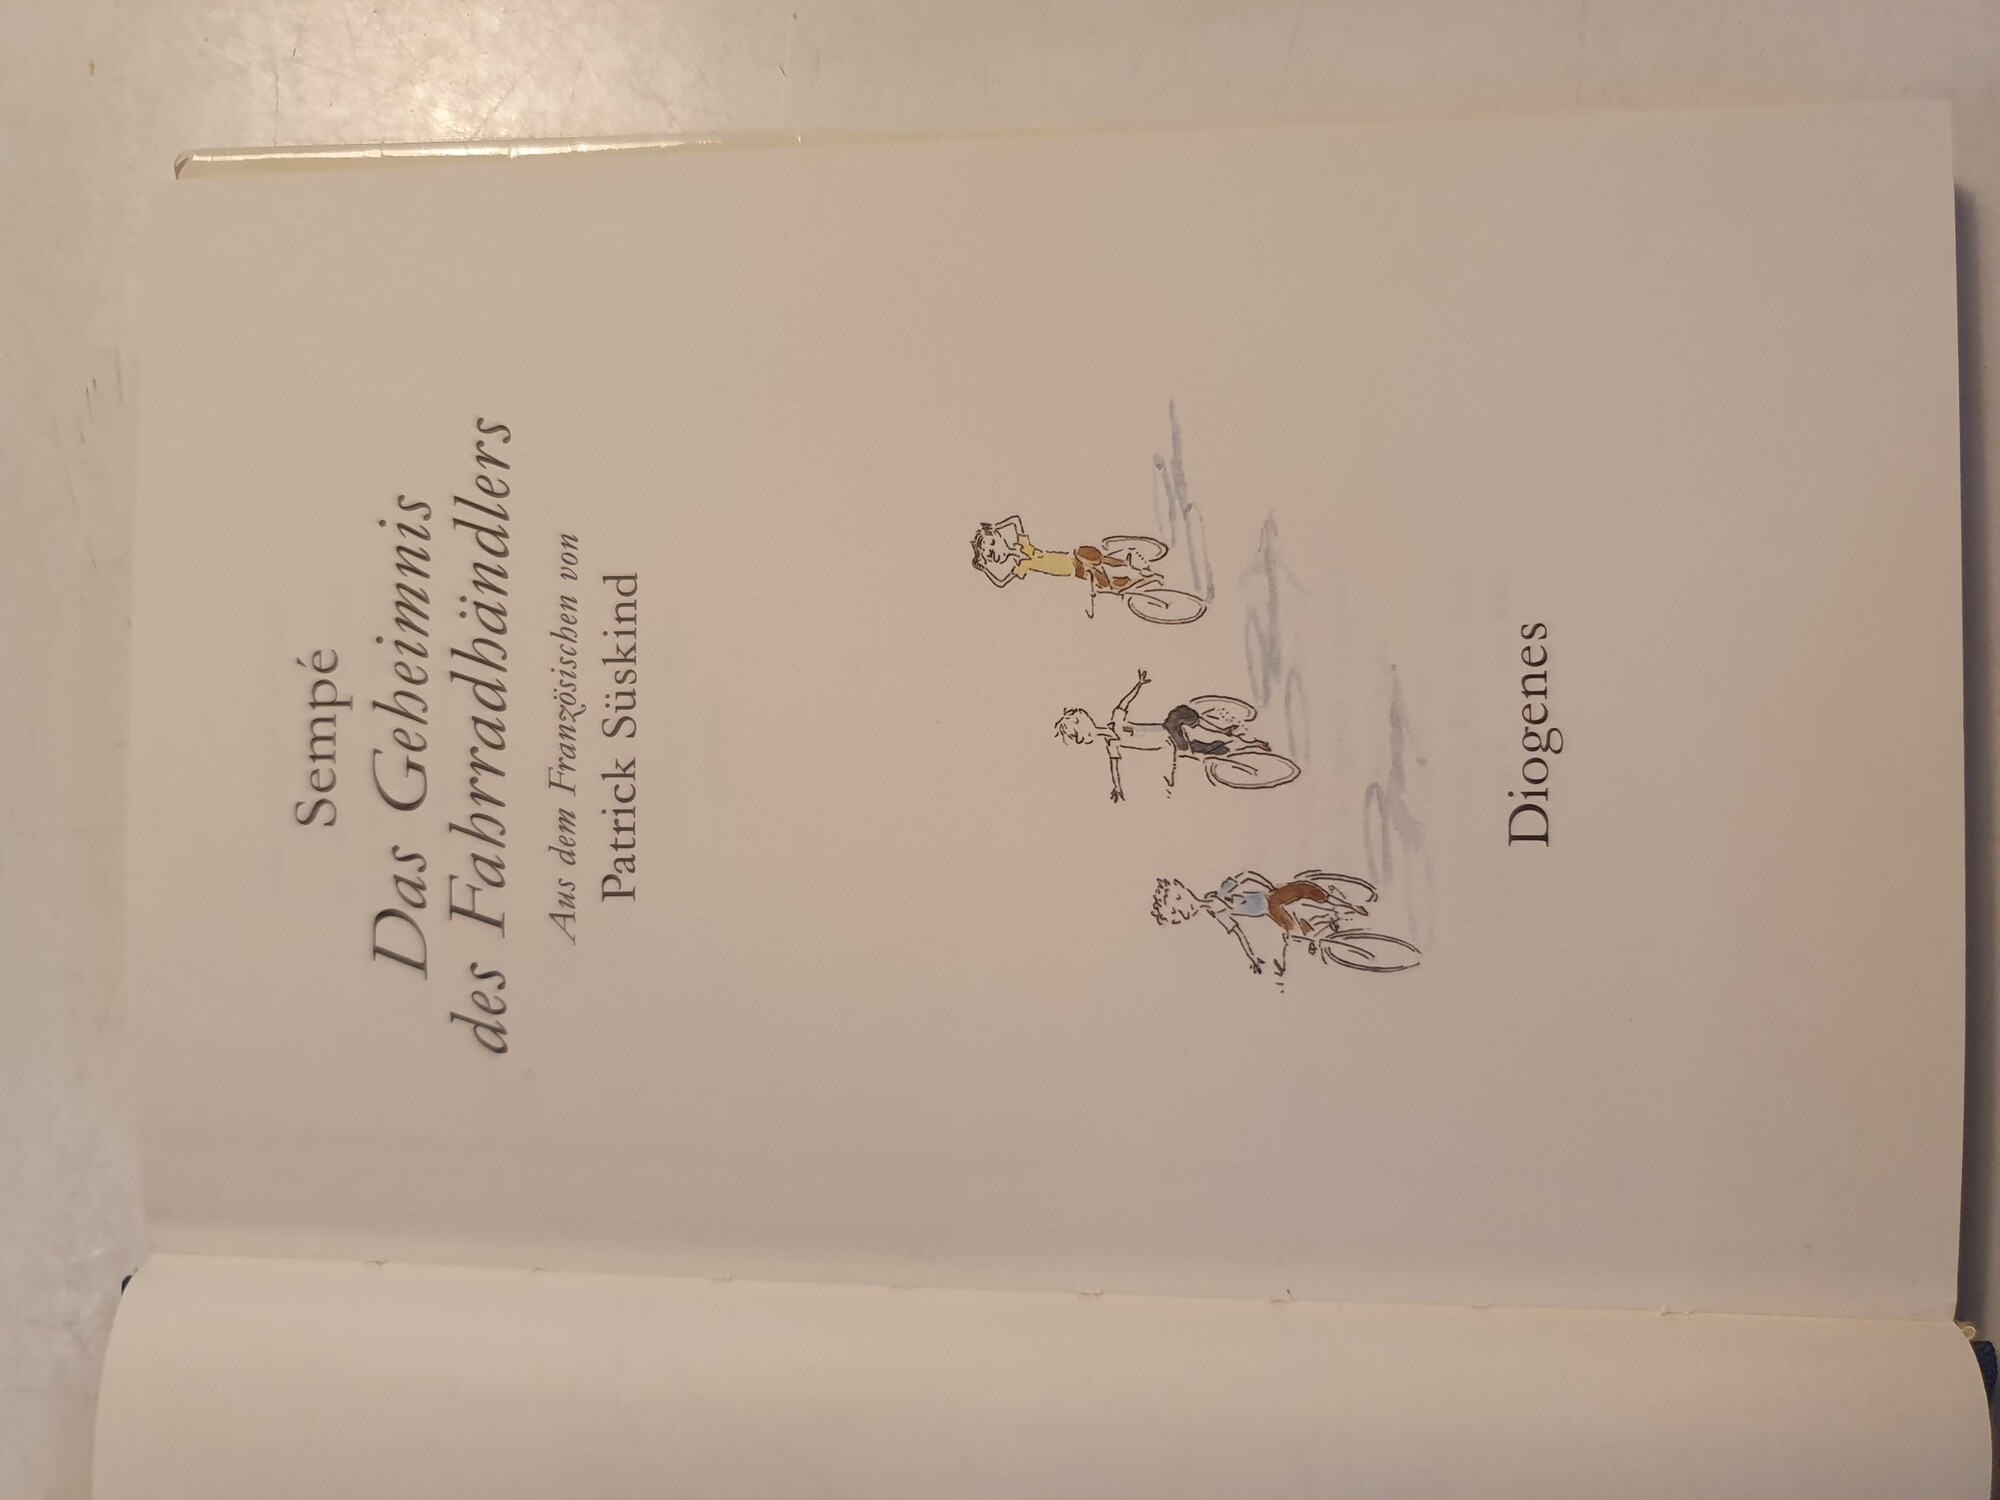 Sempé
Das Geheimnis
des Fahrradhändlers
Aus dem Französischen von
Patrick Süskind
Diogenes